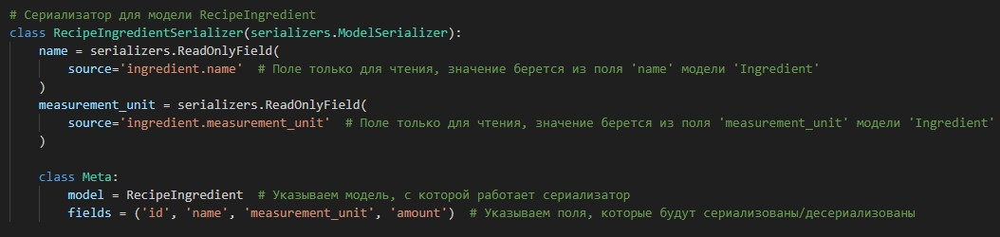 # Сериализатор для модели RecipeIngredient
class RecipeIngredientSerializer(serializers.ModelSerializer):
    name = serializers.ReadOnlyField(
        source='ingredient.name'  # Поле только для чтения, значение берется из поля 'name' модели 'Ingredient'
    )
    measurement_unit = serializers.ReadOnlyField(
        source='ingredient.measurement_unit'  # Поле только для чтения, значение берется из поля 'measurement_unit' модели 'Ingredient'
    )

    class Meta:
        model = RecipeIngredient  # Указываем модель, с которой работает сериализатор
        fields = ('id', 'name', 'measurement_unit', 'amount')  # Указываем поля, которые будут сериализованы/десериализованы